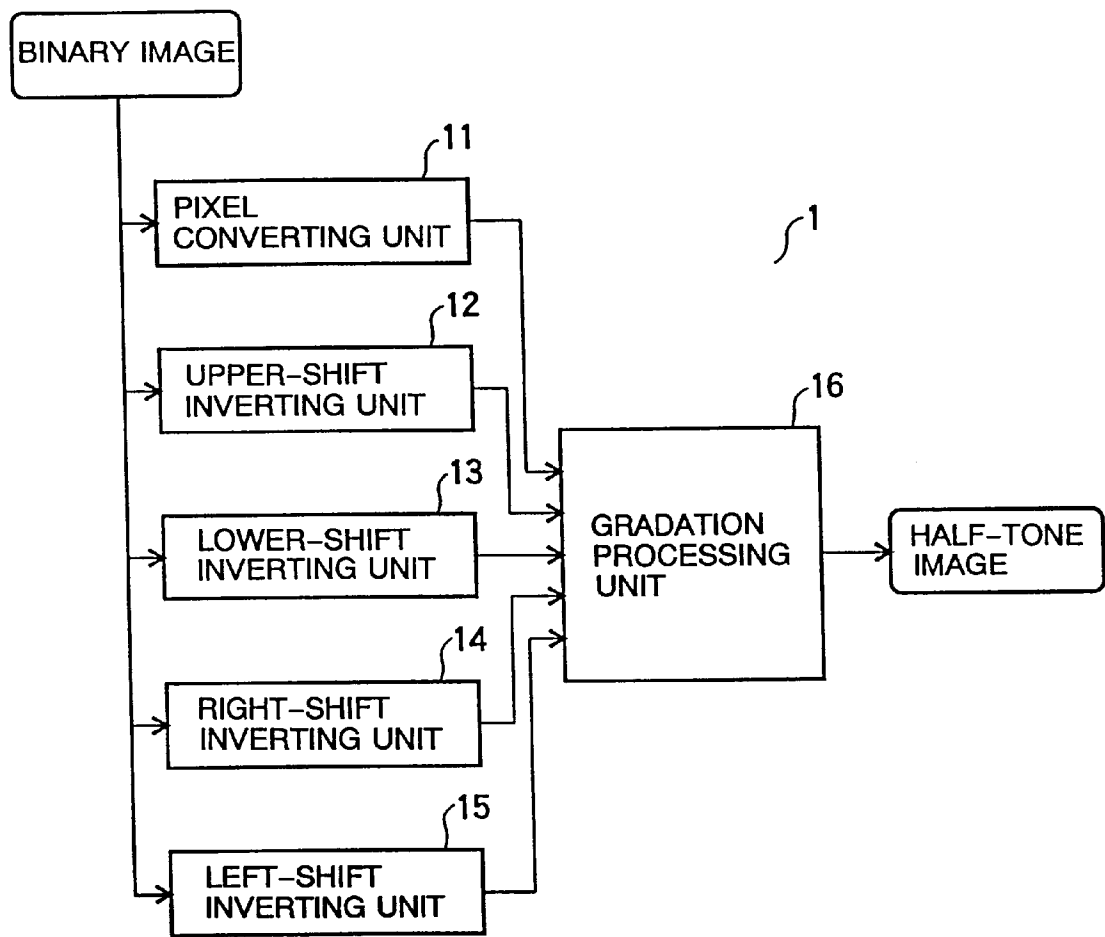 BINARY IMAGE
11
PIXEL
CONVERTING UNIT
1
12
UPPER-SHIFT
INVERTING UNIT
16
13
LOWER-SHIFT
INVERTING UNIT
GRADATION
PROCESSING
UNIT
HALF-TONE
IMAGE
14
RIGHT-SHIFT
INVERTING UNIT
15
LEFT-SHIFT
INVERTING UNIT